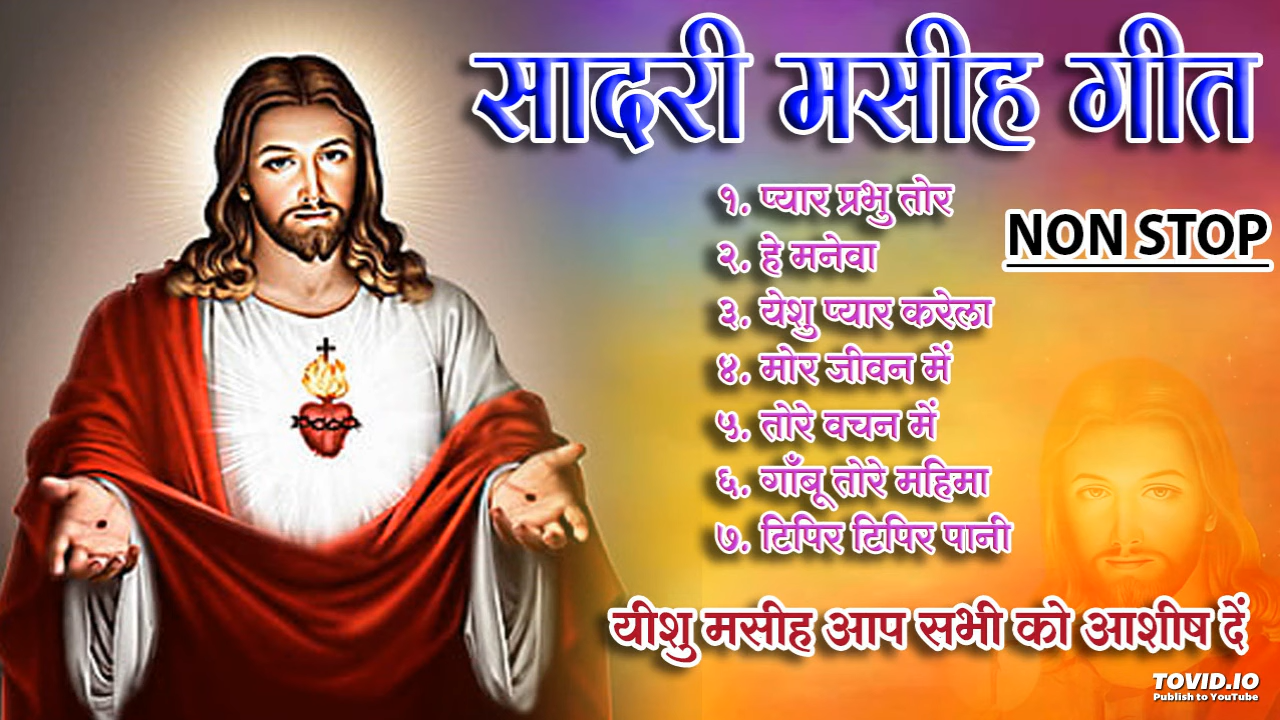 सादरी मसीह गीत
१. प्यार प्रभु तोर
२. हे मनेवा
३. येशु प्यार करेला
४. मोर जीवन में
५. तोरे वचन में
६. गाँबू तोरे महिमा
७. टिपिर टिपिर पानी
NON STOP
यीशु मसीह आप सभी को आशीष दें
TOVID.IO
Publish to YouTube